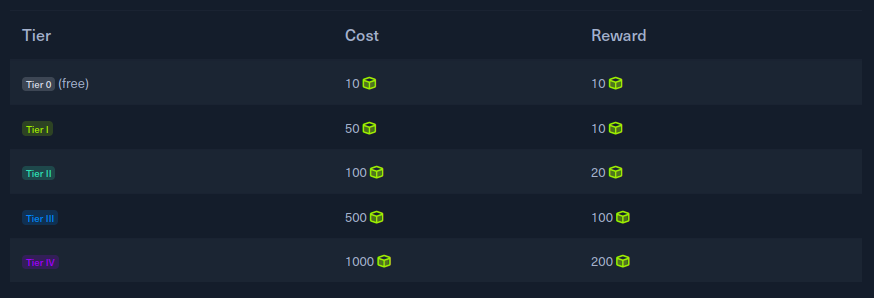 Tier Cost Reward
Tier 0 (free) 10 10
Tier I 50 10
Tier II 100 20
Tier III 500 100
Tier IV 1000 200